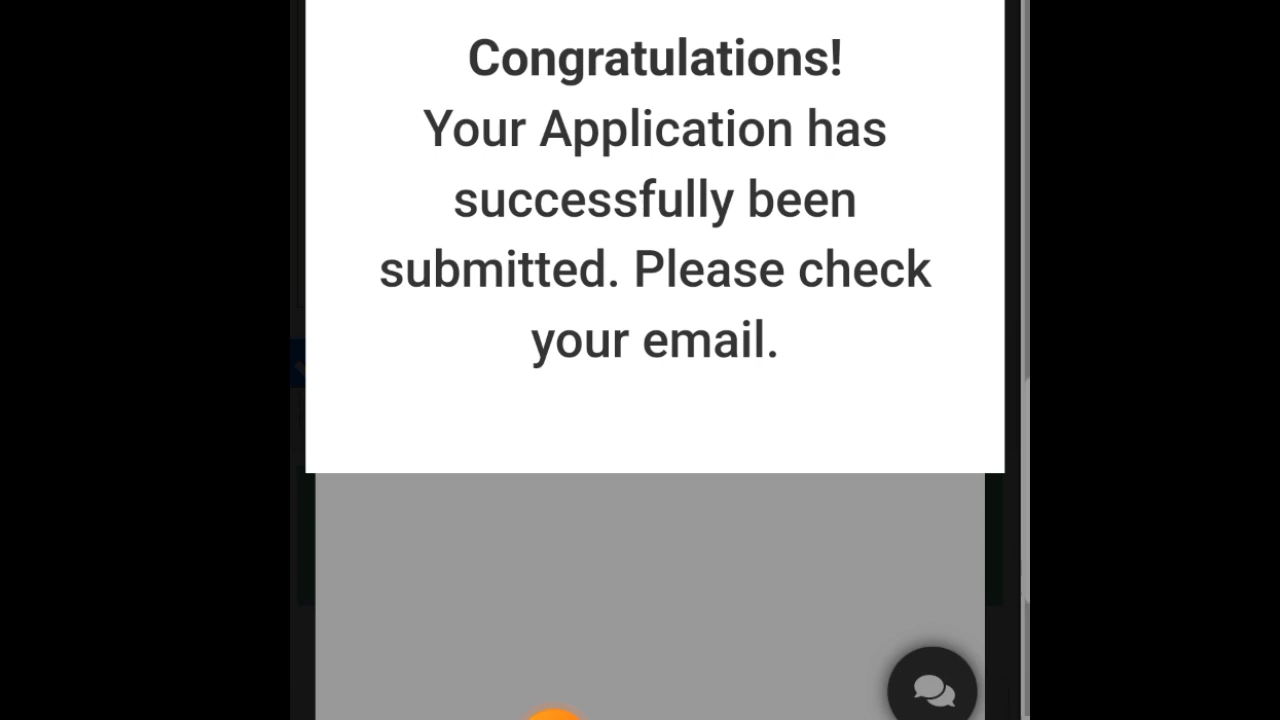 Congratulations!
Your Application has
successfully been
submitted. Please check
your email.